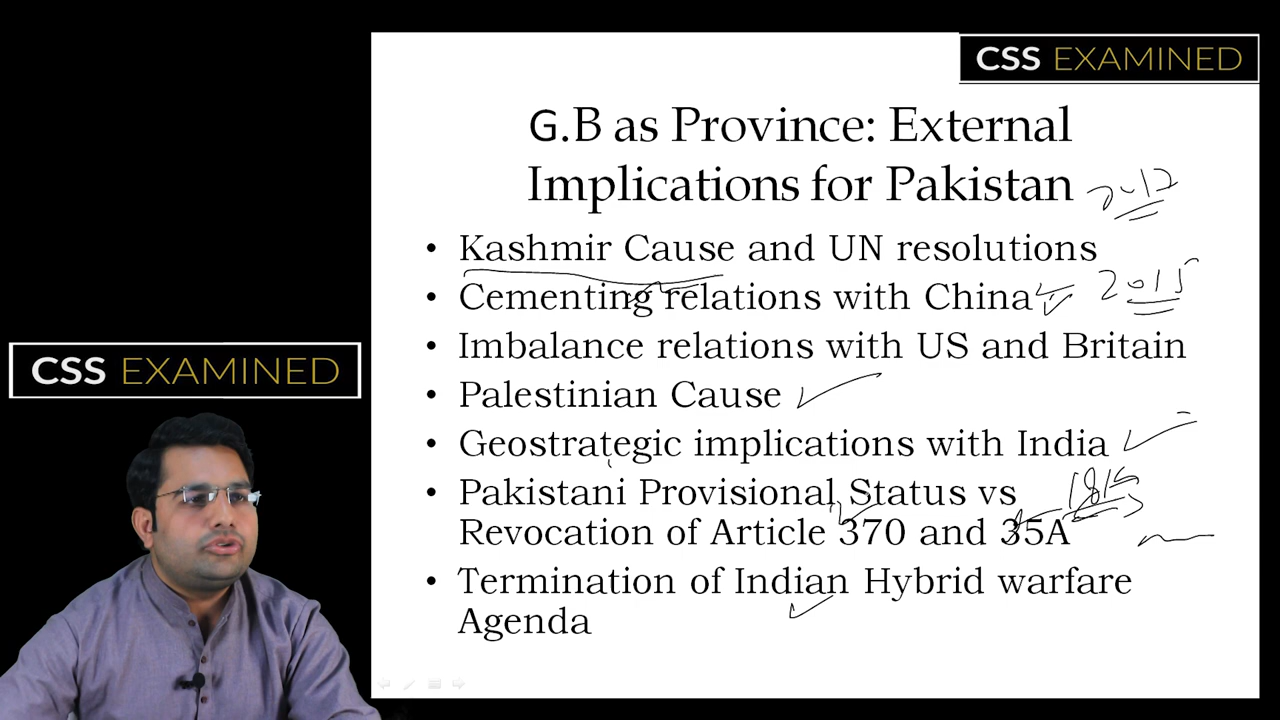 CSS EXAMINED
G.B as Province: External
Implications for Pakistan
2012
• Kashmir Cause and UN resolutions
• Cementing relations with China
2015
• Imbalance relations with US and Britain
• Palestinian Cause
• Geostrategic implications with India
• Pakistani Provisional Status vs
Revocation of Article 370 and 35A
• Termination of Indian Hybrid warfare
Agenda
CSS EXAMINED